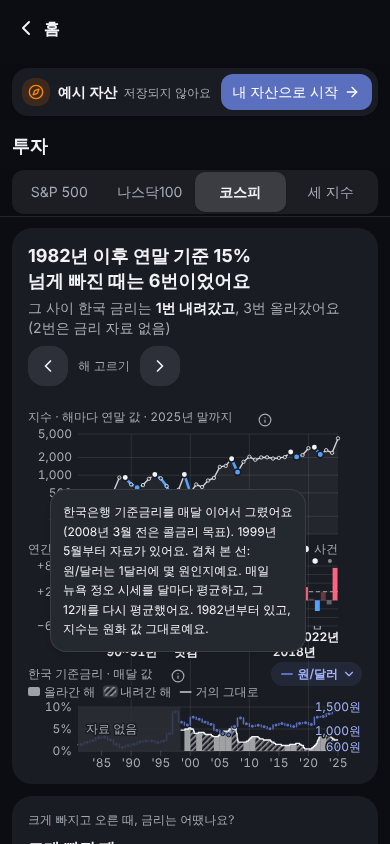 홈
예시 자산 저장되지 않아요
내 자산으로 시작
투자
S&P 500 나스닥100 코스피 세 지수
1982년 이후 연말 기준 15%
넘게 빠진 때는 6번이었어요
그 사이 한국 금리는 1번 내려갔고, 3번 올라갔어요
(2번은 금리 자료 없음)
해 고르기
지수 · 해마다 연말 값 · 2025년 말까지
5,000
2,000
1,000
한국은행 기준금리를 매달 이어서 그렸어요
(2008년 3월 전은 콜금리 목표). 1999년
5월부터 자료가 있어요. 겹쳐 본 선:
원/달러는 1달러에 몇 원인지예요. 매일
뉴욕 정오 시세를 달마다 평균하고, 그
12개를 다시 평균했어요. 1982년부터 있고,
지수는 원화 값 그대로예요.
연간
사건
2018년
한국 기준금리 · 매달 값
원/달러
올라간 해 내려간 해 거의 그대로
10%
5%
0%
자료 없음
1,500원
1,000원
600원
'85 '90 '95 '00 '05 '10 '15 '20 '25
크게 빠지고 오른 때, 금리는 어땠나요?